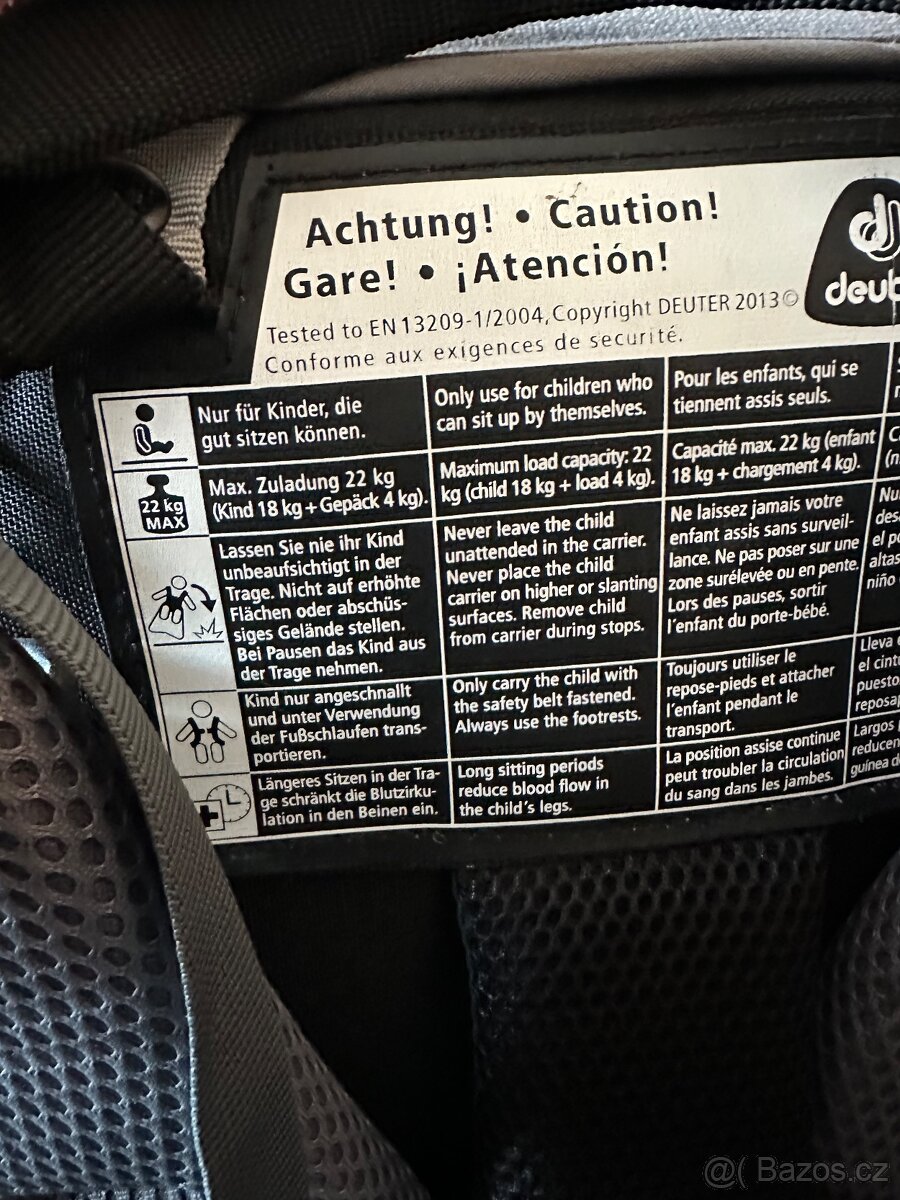 Achtung! • Caution!
Gare! • ¡Atención!
Tested to EN 13209-1/2004, Copyright DEUTER 2013©
Conforme aux exigences de securité.
Nur für Kinder, die
gut sitzen können.
Only use for children who
can sit up by themselves.
Pour les enfants, qui se
tiennent assis seuls.
22 kg
MAX
Max. Zuladung 22 kg
(Kind 18 kg + Gepäck 4 kg).
Maximum load capacity: 22
kg (child 18 kg + load 4 kg).
Capacité max. 22 kg (enfant
18 kg + chargement 4 kg).
Lassen Sie nie ihr Kind
unbeaufsichtigt in der
Trage. Nicht auf erhöhte
Flächen oder abschüs-
siges Gelände stellen.
Bei Pausen das Kind aus
der Trage nehmen.
Never leave the child
unattended in the carrier.
Never place the child
carrier on higher or slanting
surfaces. Remove child
from carrier during stops.
Ne laissez jamais votre
enfant assis sans surveil-
lance. Ne pas poser sur une
zone surélevée ou en pente.
Lors des pauses, sortir
l'enfant du porte-bébé.
el
altas
niño
Kind nur angeschnallt
und unter Verwendung
der Fußschlaufen trans-
portieren.
Only carry the child with
the safety belt fastened.
Always use the footrests.
Toujours utiliser le
repose-pieds et attacher
l'enfant pendant le
transport.
Lleva
el
puesto
Längeres Sitzen in der Tra-
ge schränkt die Blutzirku-
lation in den Beinen ein.
Long sitting periods
reduce blood flow in
the child's legs.
La position assise continue
peut troubler la circulation
du sang dans les jambes.
Largos
reducen
guinea
@( Bazos.cz